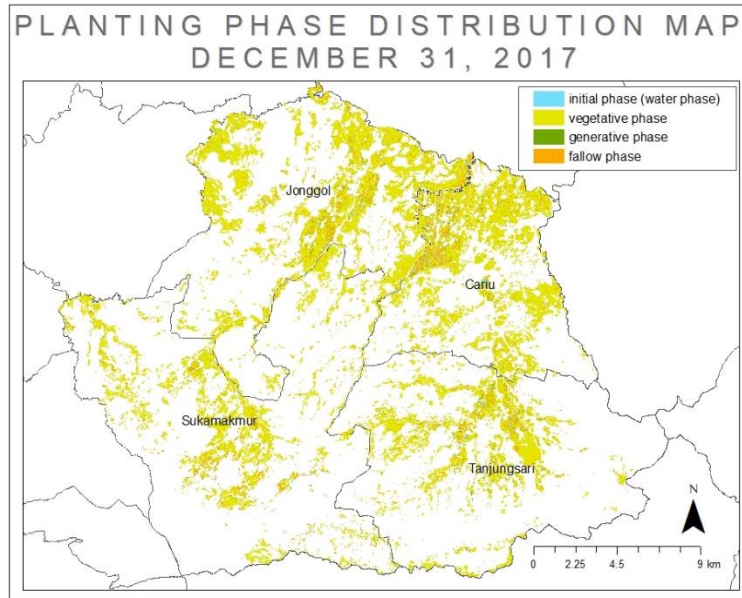 PLANTING PHASE DISTRIBUTION MAP
DECEMBER 31, 2017
initial phase (water phase)
vegetative phase
generative phase
fallow phase
Jonggol
Cariu
Sukamakmur
Tanjungsari
N
0 2.25 4.5 9 km